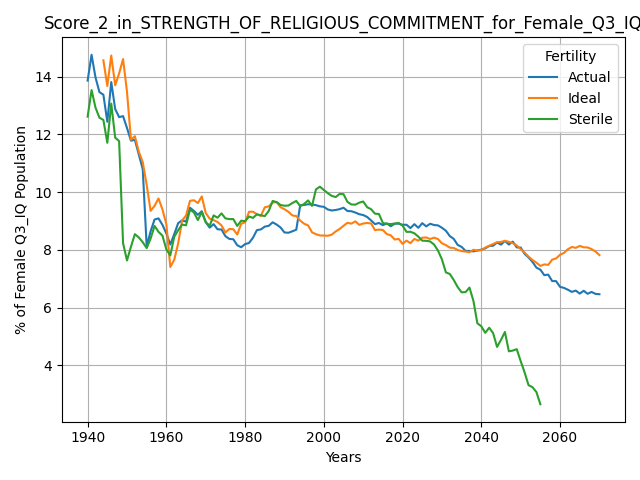 Score_2_in_STRENGTH_OF_RELIGIOUS_COMMITMENT_for_Female_Q3_IQ
Fertility
Actual
Ideal
Sterile
% of Female Q3_IQ Population
14
12
10
8
6
4
1940 1960 1980 2000 2020 2040 2060
Years